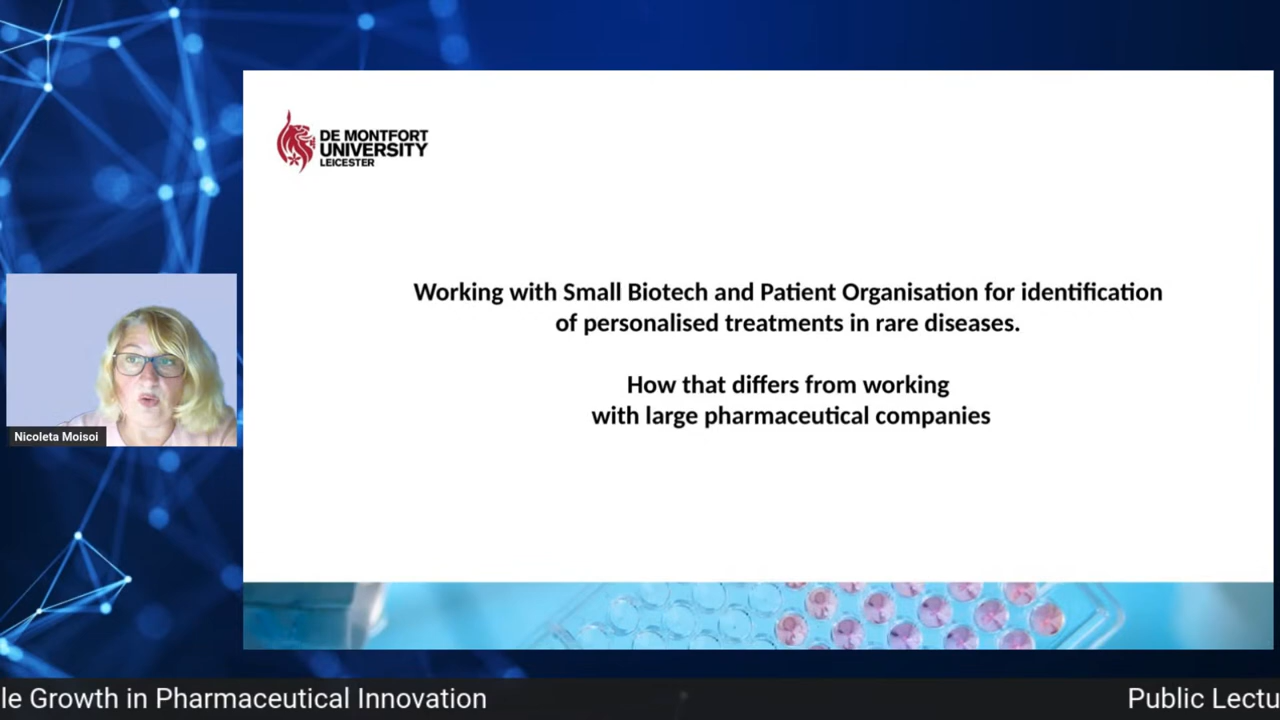 DE MONTFORT
UNIVERSITY
LEICESTER
Working with Small Biotech and Patient Organisation for identification
of personalised treatments in rare diseases.
How that differs from working
with large pharmaceutical companies
Nicoleta Moisoi
le Growth in Pharmaceutical Innovation
Public Lectu